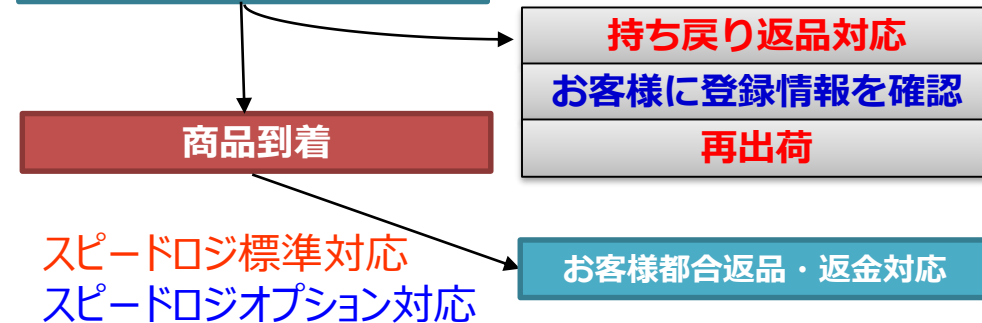 持ち戻り返品対応
お客様に登録情報を確認
再出荷
商品到着
スピードロジ標準対応
スピードロジオプション対応
お客様都合返品・返金対応